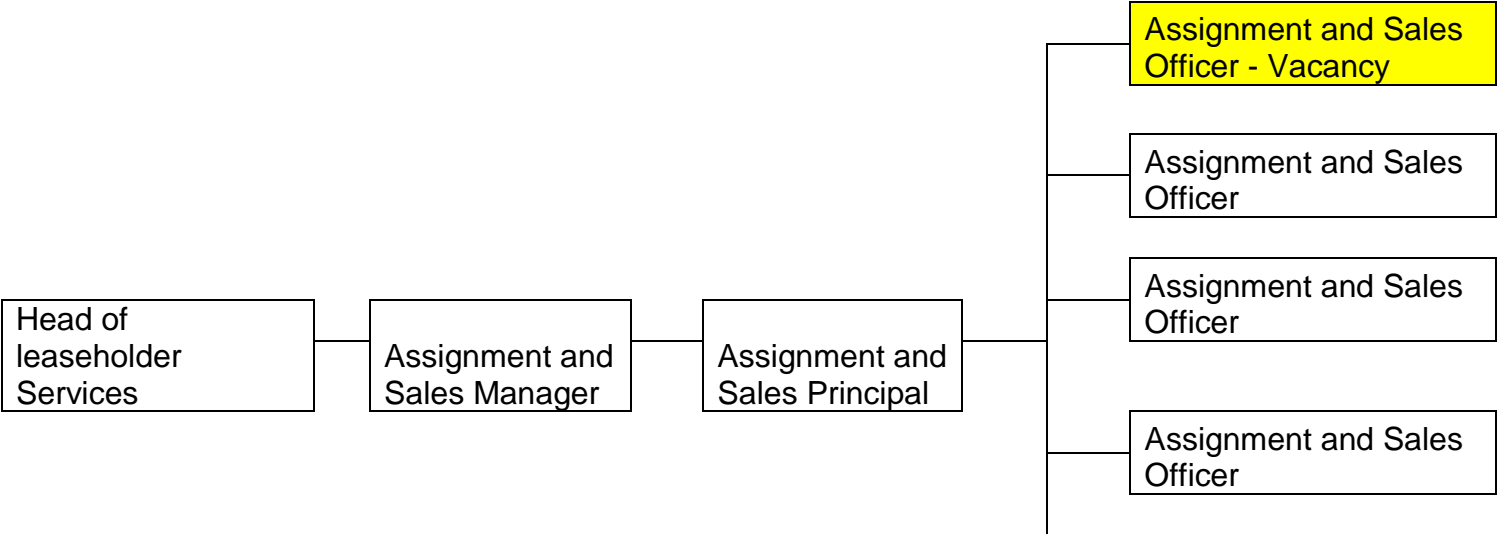 Assignment and Sales
Officer - Vacancy
Assignment and Sales
Officer
Assignment and Sales
Officer
Head of
leaseholder
Services
Assignment and
Sales Manager
Assignment and
Sales Principal
Assignment and Sales
Officer